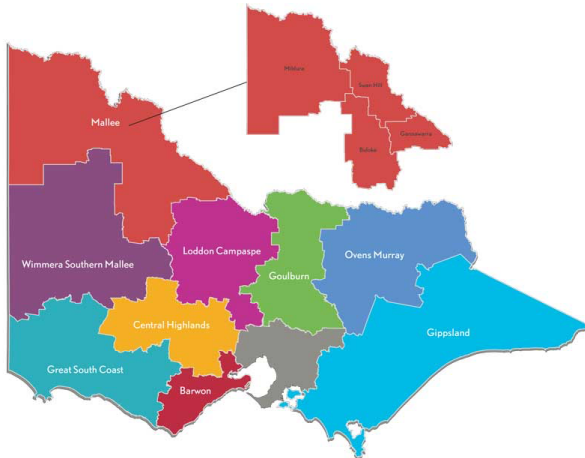 Mildura
Swan Hill
Gannawarra
Buloke
Mallee
Wimmera Southern Mallee
Loddon Campaspe
Goulburn
Ovens Murray
Central Highlands
Gippsland
Great South Coast
Barwon